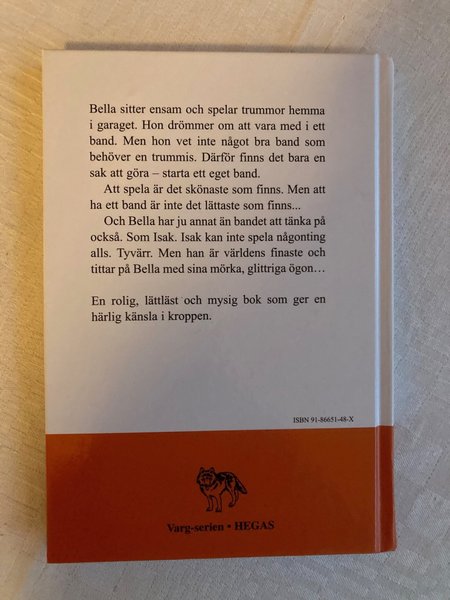 Bella sitter ensam och spelar trummor hemma
i garaget. Hon drömmer om att vara med i ett
band. Men hon vet inte något bra band som
behöver en trummis. Därför finns det bara en
sak att göra – starta ett eget band.
Att spela är det skönaste som finns. Men att
ha ett band är inte det lättaste som finns...
Och Bella har ju annat än bandet att tänka på
också. Som Isak. Isak kan inte spela någonting
alls. Tyvärr. Men han är världens finaste och
tittar på Bella med sina mörka, glittriga ögon…
En rolig, lättläst och mysig bok som ger en
härlig känsla i kroppen.
ISBN 91-86651-48-X
Varg-serien • HEGAS